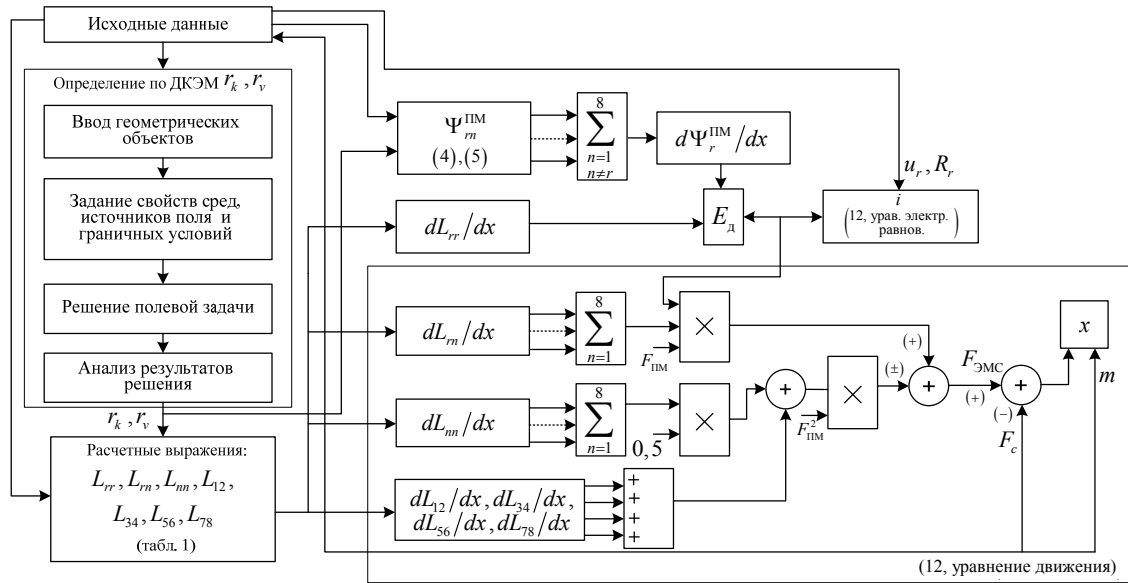 Исходные данные
Определение по ДКЭМ r_k , r_v
Ввод геометрических
объектов
Задание свойств сред,
источников поля и
граничных условий
Решение полевой задачи
Анализ результатов
решения
r_k , r_v
Расчетные выражения:
L_rr , L_rn , L_nn , L_12 ,
L_34 , L_56 , L_78
(табл. 1)
Ψ_rn^ПМ
(4),(5)
8
∑
n=1
n≠r
dΨ_r^ПМ/dx
u_r , R_r
dL_rr/dx
E_д
i
(12, урав. электр.
равнов.)
dL_rn/dx
8
∑
n=1
F_ПМ
×
(+)
x
dL_nn/dx
8
∑
n=1
0,5
×
+
F_ПМ^2
×
(±)
+
F_ЭМС
(+)
+
(−)
F_c
m
dL_12/dx, dL_34/dx,
dL_56/dx, dL_78/dx
+
+
+
+
(12, уравнение движения)